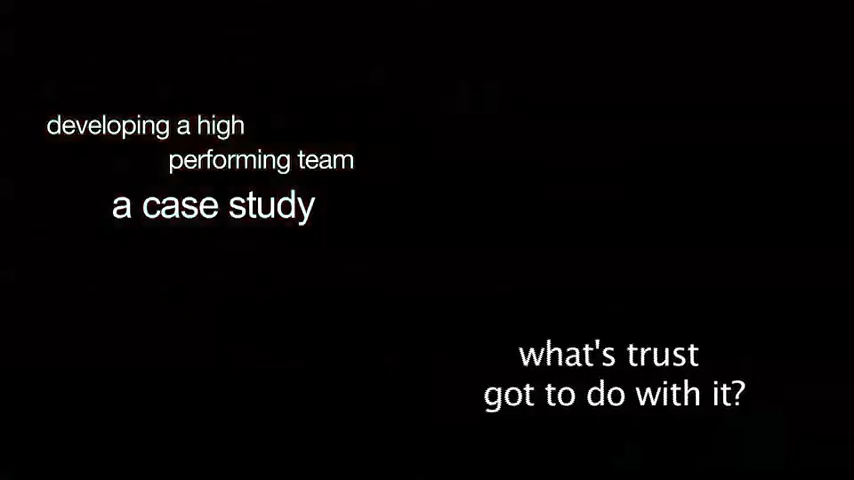 developing a high
performing team
a case study
what's trust
got to do with it?